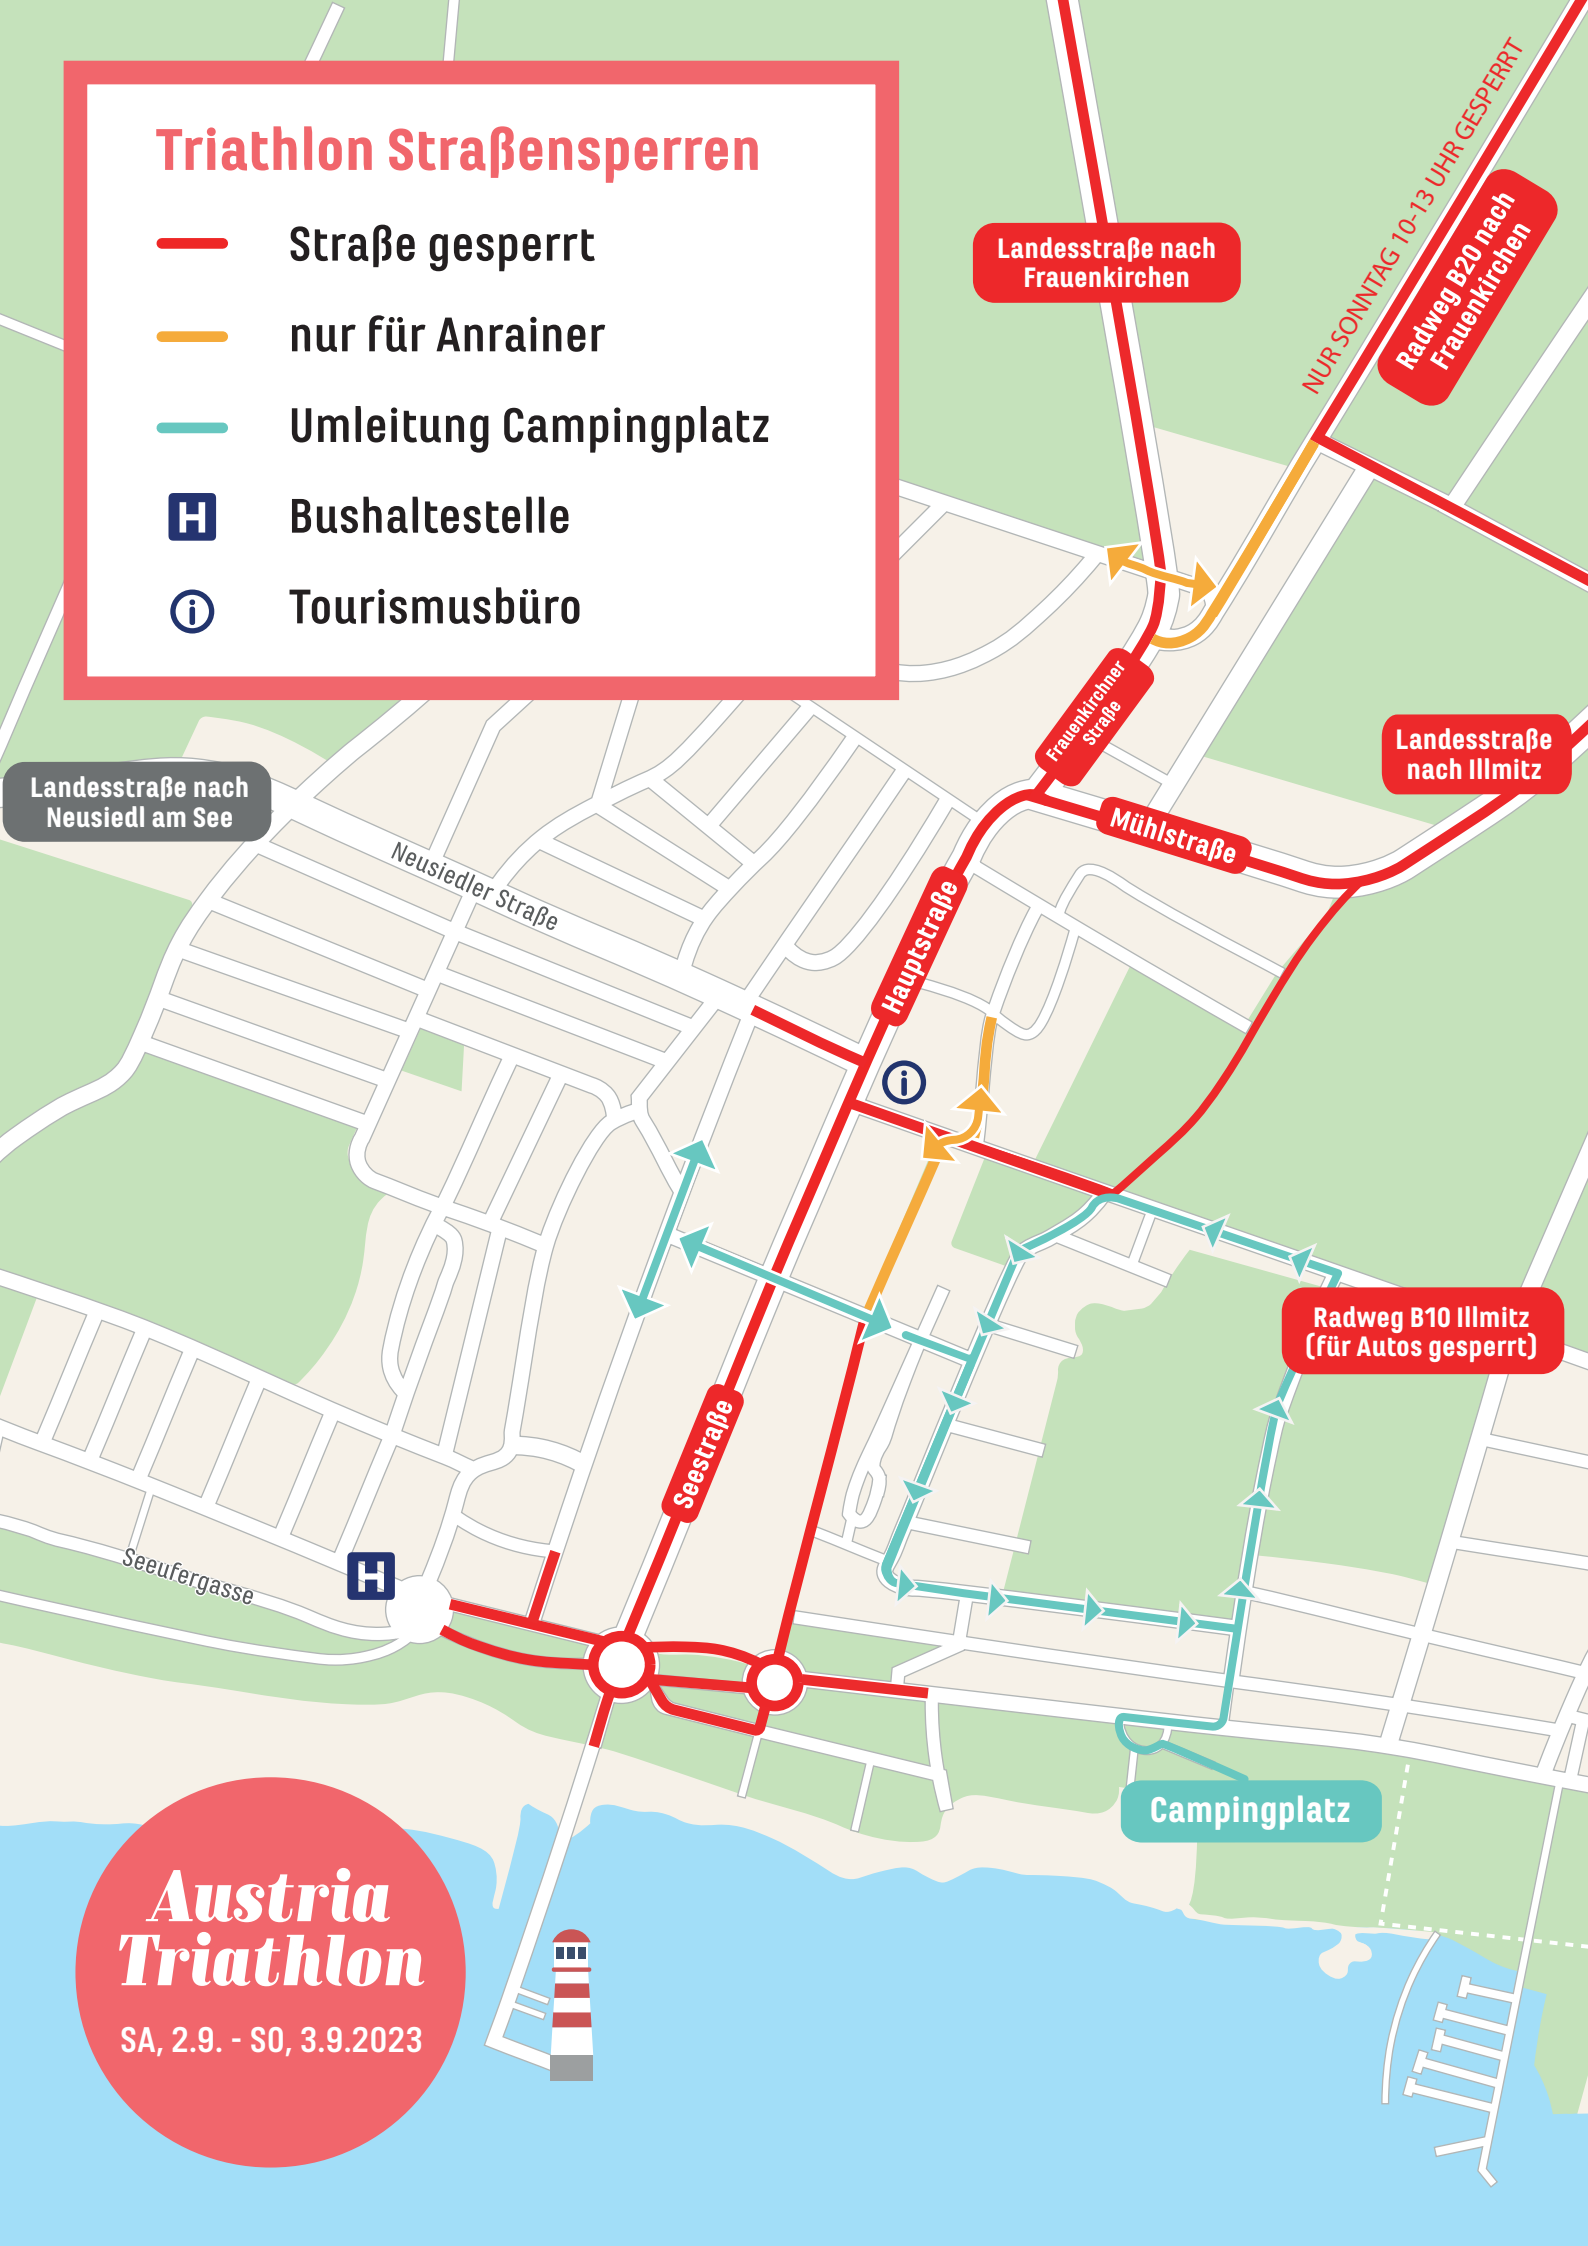 Triathlon Straßensperren
Straße gesperrt
nur für Anrainer
Umleitung Campingplatz
H
Bushaltestelle
i
Tourismusbüro
Landesstraße nach
Frauenkirchen
NUR SONNTAG 10-13 UHR GESPERRT
Radweg B20 nach
Frauenkirchen
Frauenkirchner
Straße
Landesstraße
nach Illmitz
Landesstraße nach
Neusiedl am See
Mühlstraße
Neusiedler Straße
Hauptstraße
i
Radweg B10 Illmitz
(für Autos gesperrt)
Seestraße
H
Seeufergasse
Campingplatz
Austria
Triathlon
SA, 2.9. - SO, 3.9.2023